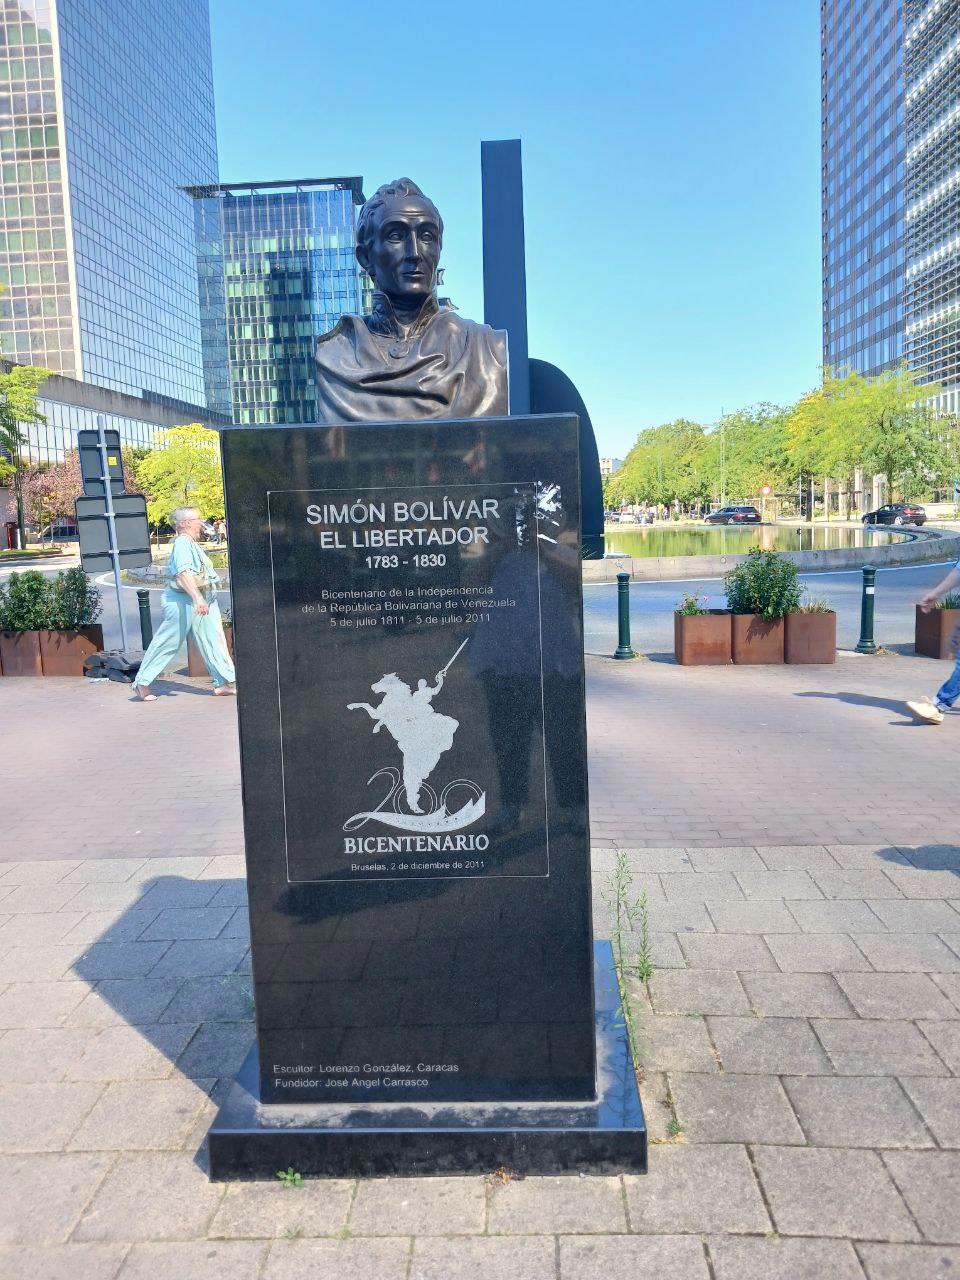 SIMÓN BOLÍVAR
EL LIBERTADOR
1783 - 1830
Bicentenario de la Independencia
de la República Bolivariana de Venezuela
5 de julio 1811 - 5 de julio 2011
200
BICENTENARIO
Bruselas, 2 de diciembre de 2011
Escultor: Lorenzo González, Caracas
Fundidor: José Angel Carrasco